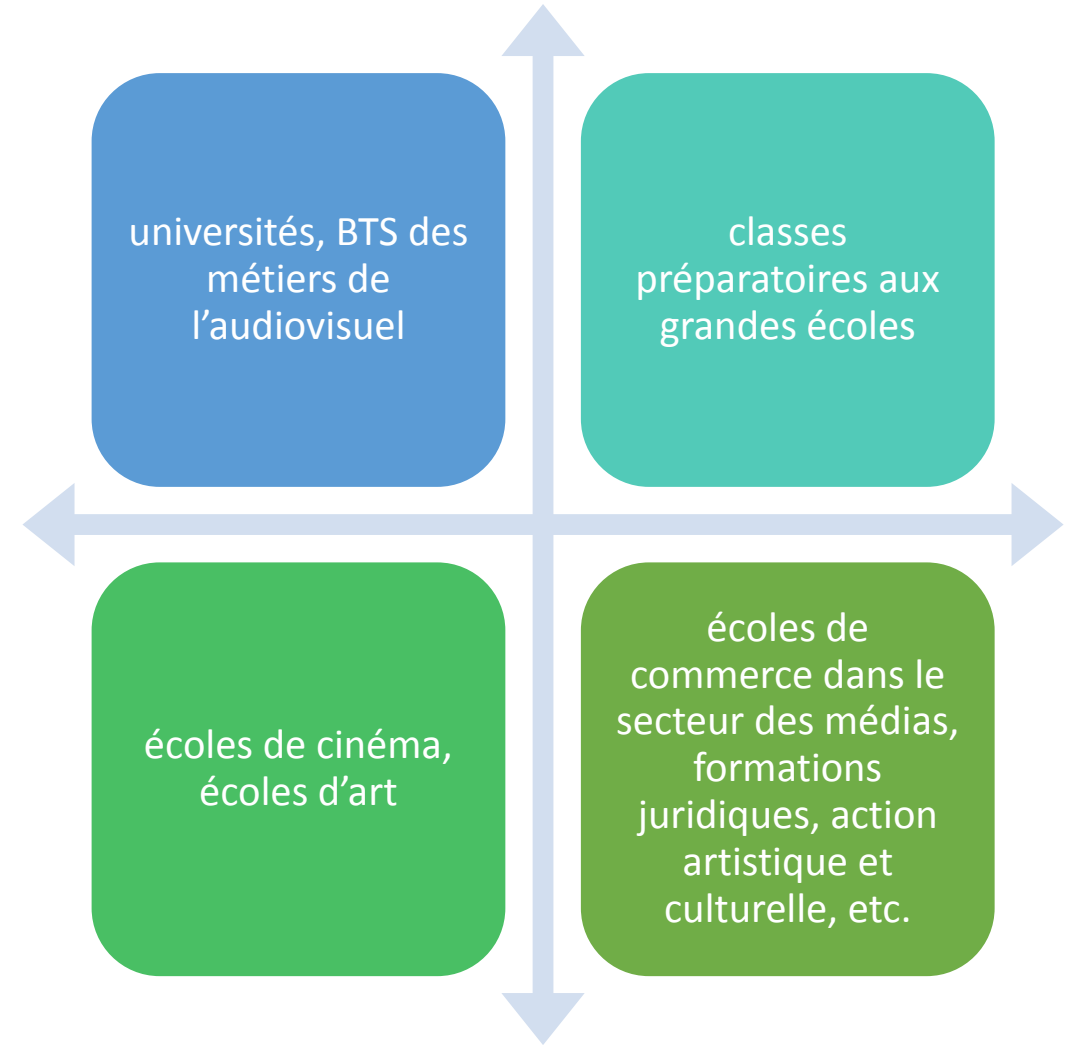 universités, BTS des
métiers de
l’audiovisuel
classes
préparatoires aux
grandes écoles
écoles de cinéma,
écoles d’art
écoles de
commerce dans le
secteur des médias,
formations
juridiques, action
artistique et
culturelle, etc.